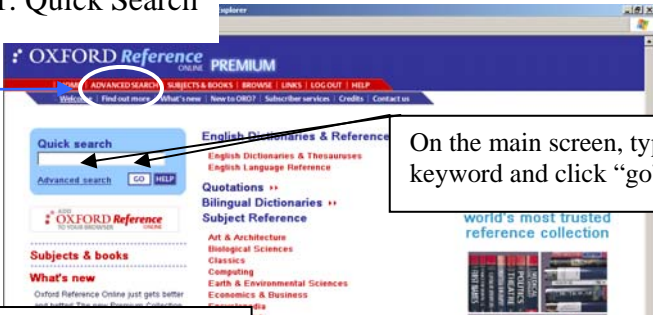 Quick Search
xplorer
OXFORD Reference
ONLINE PREMIUM
HOME | ADVANCED SEARCH | SUBJECTS & BOOKS | BROWSE | LINKS | LOG OUT | HELP
Welcome | Find out more | What's new | New to ORO? | Subscriber services | Credits | Contact us
Quick search
Advanced search GO HELP
ADD
OXFORD Reference
TO YOUR BROWSER ONLINE
Subjects & books
What's new
Oxford Reference Online just gets better
and better! The new Premium Collection
English Dictionaries & Reference
English Dictionaries & Thesauruses
English Language Reference
Quotations
Bilingual Dictionaries
Subject Reference
Art & Architecture
Biological Sciences
Classics
Computing
Earth & Environmental Sciences
Economics & Business
Encyclopedia
On the main screen, typ
keyword and click “go
world's most trusted
reference collection
POLITICS
THEATRE